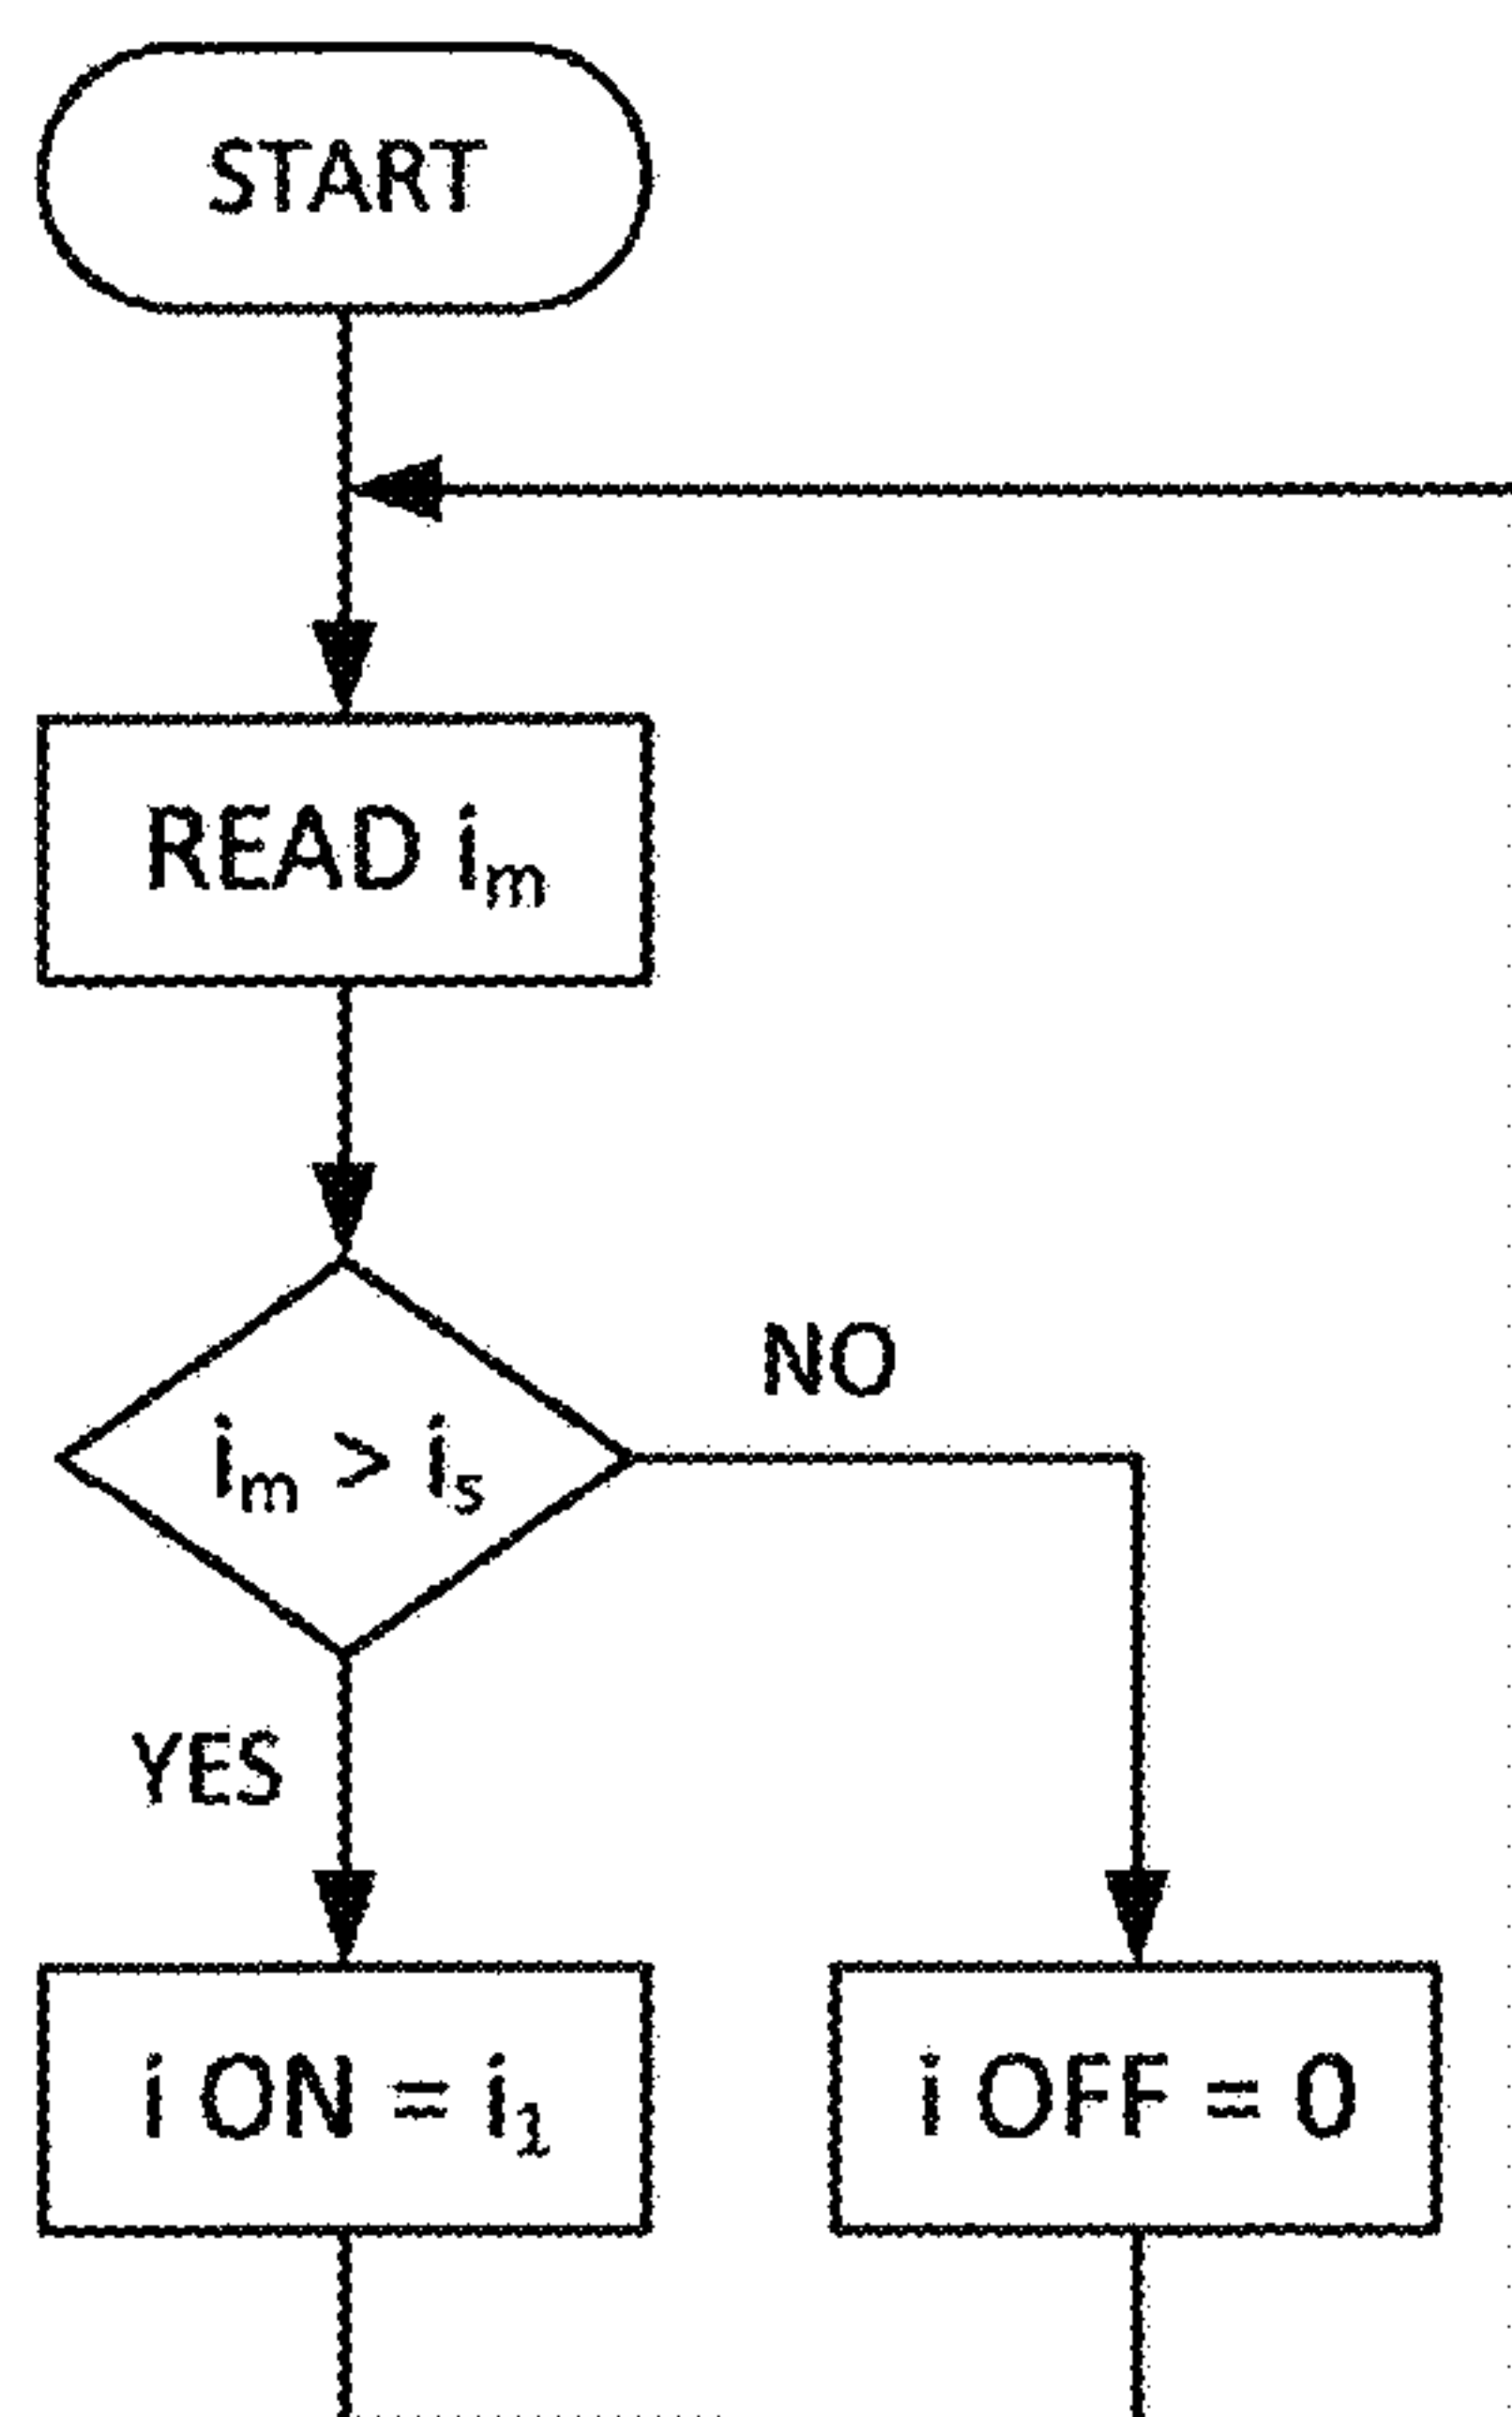 START
READ iₘ
iₘ > iₛ
NO
YES
i ON = i₁
i OFF = 0